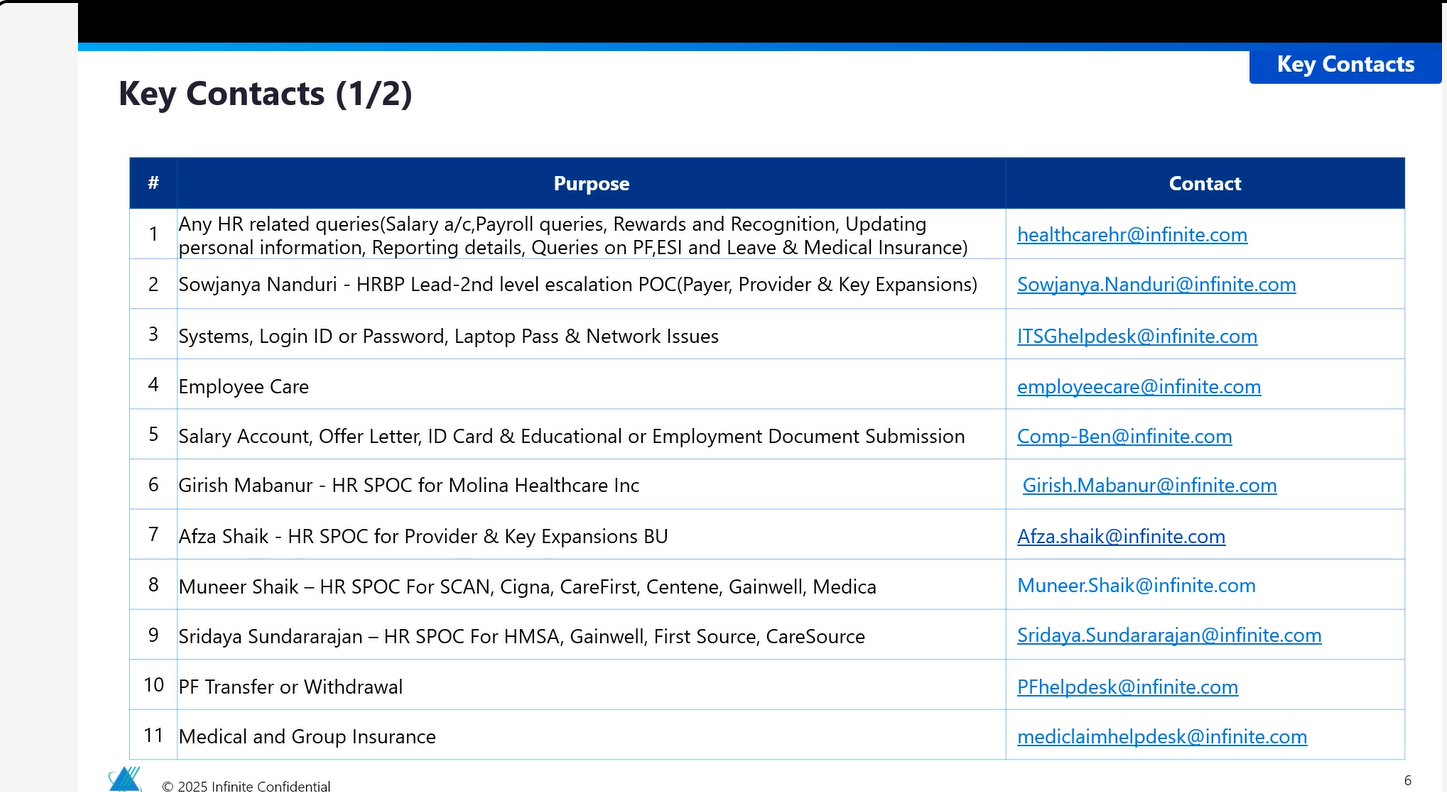 Key Contacts
Key Contacts (1/2)
# Purpose Contact
1 Any HR related queries(Salary a/c,Payroll queries, Rewards and Recognition, Updating
personal information, Reporting details, Queries on PF,ESI and Leave & Medical Insurance) healthcarehr@infinite.com
2 Sowjanya Nanduri - HRBP Lead-2nd level escalation POC(Payer, Provider & Key Expansions) Sowjanya.Nanduri@infinite.com
3 Systems, Login ID or Password, Laptop Pass & Network Issues ITSGhelpdesk@infinite.com
4 Employee Care employeecare@infinite.com
5 Salary Account, Offer Letter, ID Card & Educational or Employment Document Submission Comp-Ben@infinite.com
6 Girish Mabanur - HR SPOC for Molina Healthcare Inc Girish.Mabanur@infinite.com
7 Afza Shaik - HR SPOC for Provider & Key Expansions BU Afza.shaik@infinite.com
8 Muneer Shaik – HR SPOC For SCAN, Cigna, CareFirst, Centene, Gainwell, Medica Muneer.Shaik@infinite.com
9 Sridaya Sundararajan – HR SPOC For HMSA, Gainwell, First Source, CareSource Sridaya.Sundararajan@infinite.com
10 PF Transfer or Withdrawal PFhelpdesk@infinite.com
11 Medical and Group Insurance mediclaimhelpdesk@infinite.com
© 2025 Infinite Confidential
6